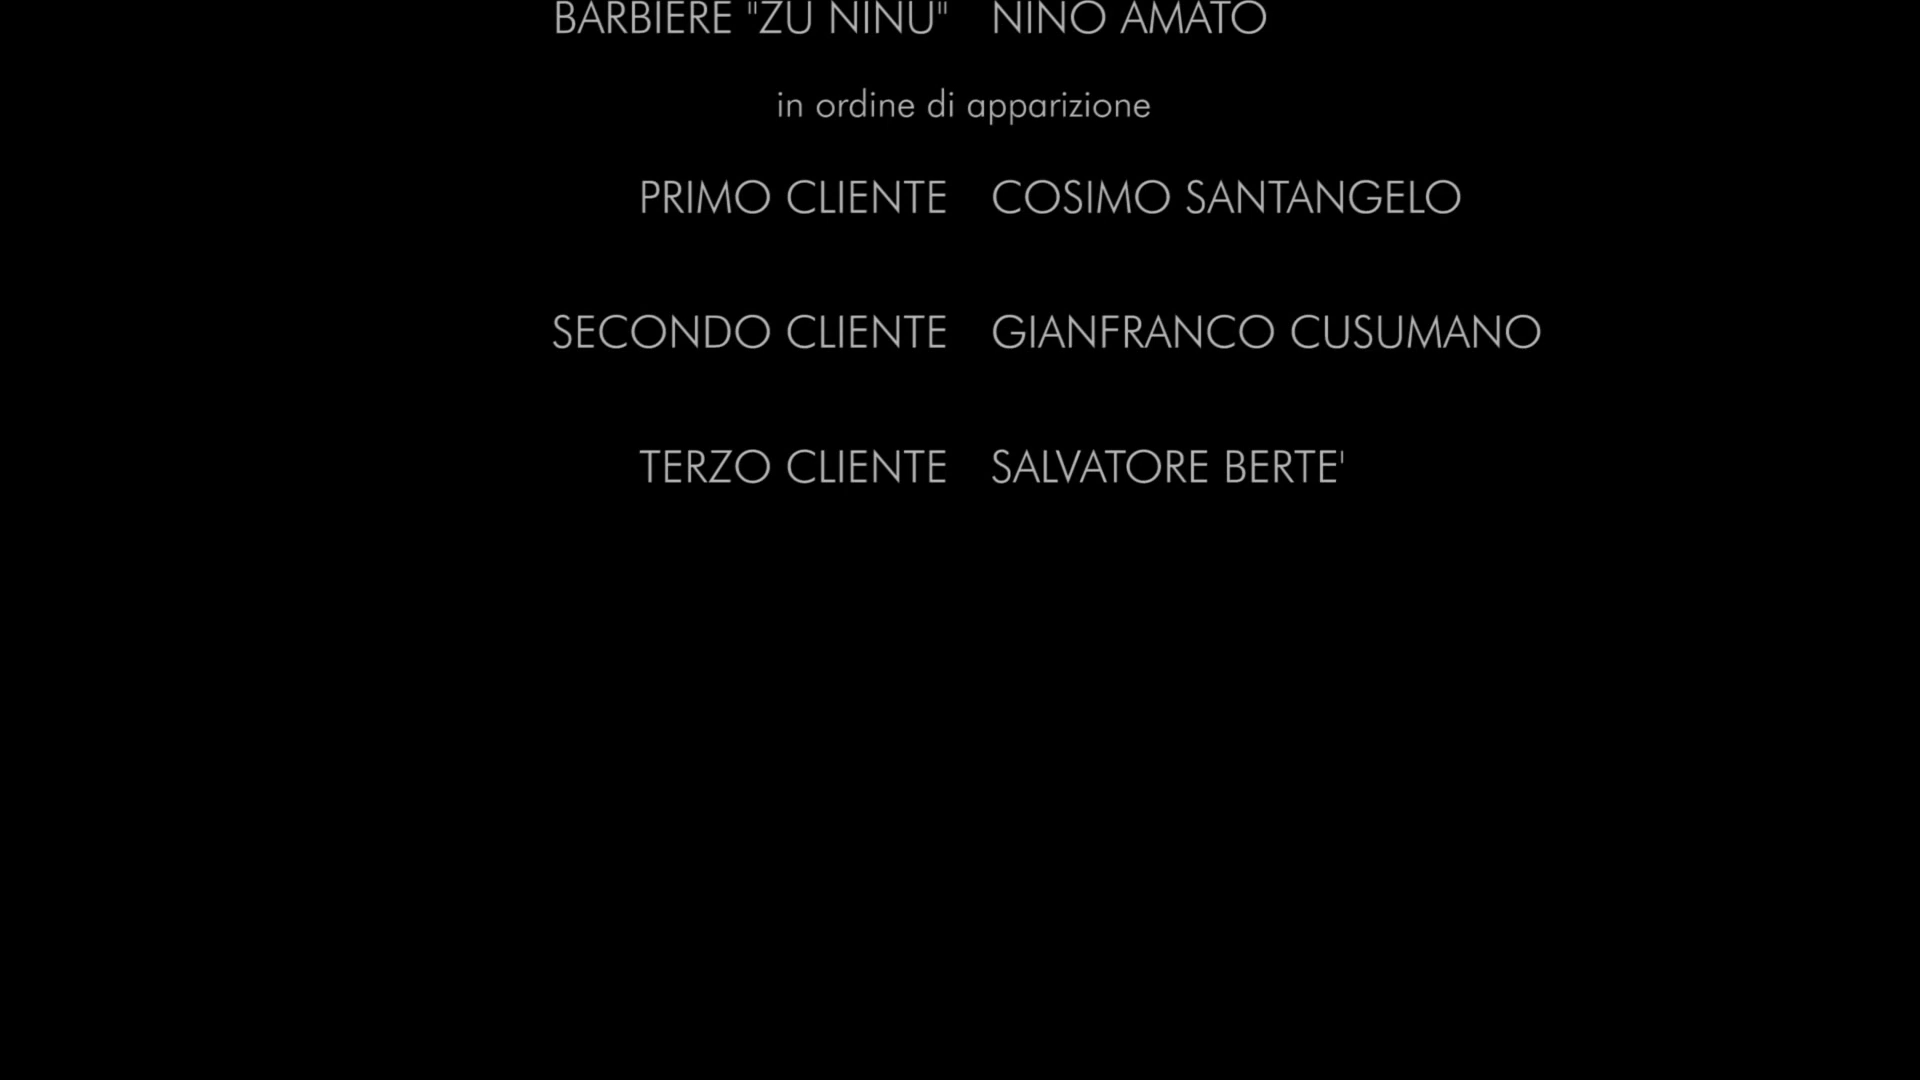 BARBIERE "ZU NINU" NINO AMATO
in ordine di apparizione
PRIMO CLIENTE COSIMO SANTANGELO
SECONDO CLIENTE GIANFRANCO CUSUMANO
TERZO CLIENTE SALVATORE BERTE'